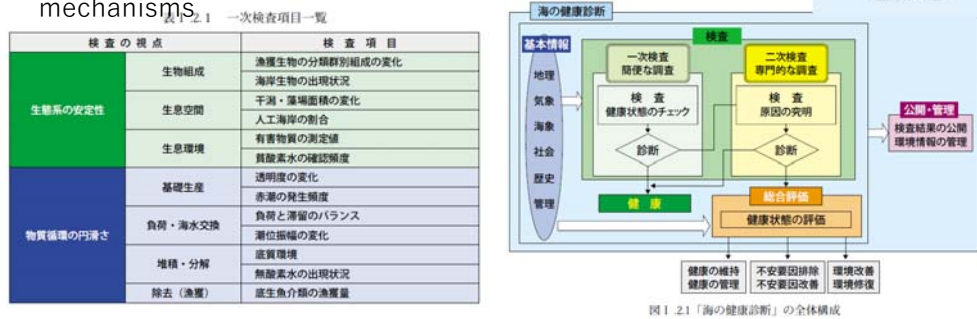 mechanisms
表Ⅰ.2.1 一次検査項目一覧
検査の視点 検査項目
生態系の安定性
生物組成
漁獲生物の分類群別組成の変化
海岸生物の出現状況
生息空間
干潟・藻場面積の変化
人工海岸の割合
生息環境
有害物質の測定値
貧酸素水の確認頻度
物質循環の円滑さ
基礎生産
透明度の変化
赤潮の発生頻度
負荷・海水交換
負荷と滞留のバランス
潮位振幅の変化
堆積・分解
底質環境
無酸素水の出現状況
除去（漁獲）
底生魚介類の漁獲量
海の健康診断
基本情報
地理
気象
海象
社会
歴史
管理
検査
一次検査
簡便な調査
検査
健康状態のチェック
診断
二次検査
専門的な調査
検査
原因の究明
診断
健康
総合評価
健康状態の評価
公開・管理
検査結果の公開
環境情報の管理
健康の維持
健康の管理
不安要因排除
不安要因改善
環境改善
環境修復
図Ⅰ.2.1「海の健康診断」の全体構成